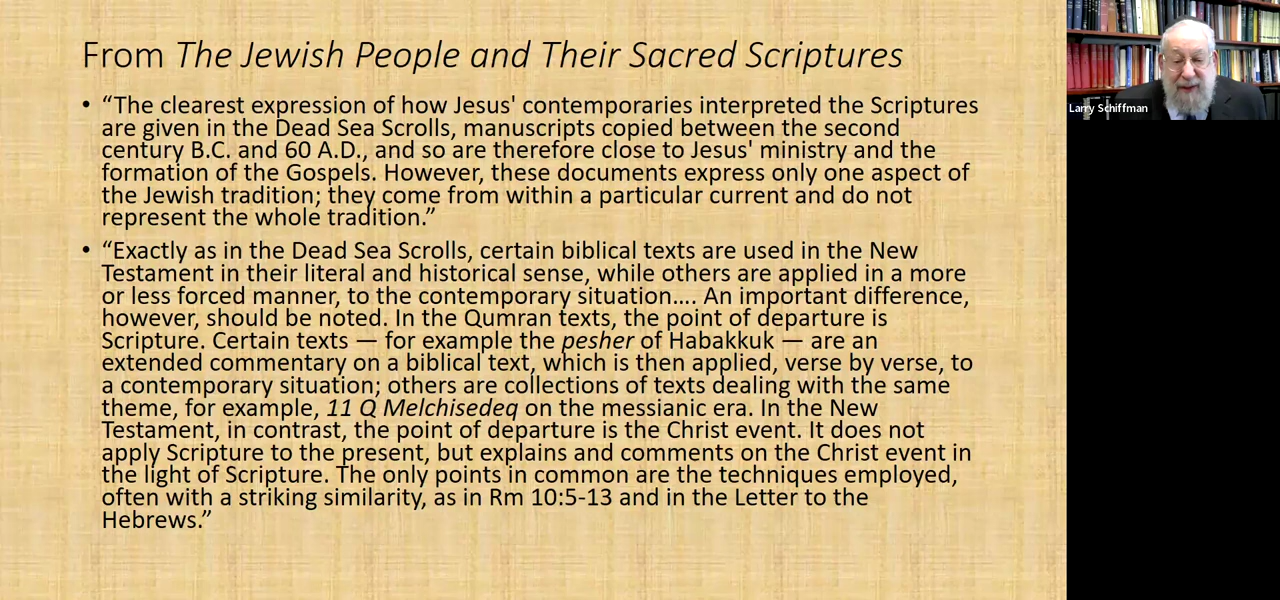 From The Jewish People and Their Sacred Scriptures
• “The clearest expression of how Jesus' contemporaries interpreted the Scriptures
are given in the Dead Sea Scrolls, manuscripts copied between the second
century B.C. and 60 A.D., and so are therefore close to Jesus' ministry and the
formation of the Gospels. However, these documents express only one aspect of
the Jewish tradition; they come from within a particular current and do not
represent the whole tradition.”
• “Exactly as in the Dead Sea Scrolls, certain biblical texts are used in the New
Testament in their literal and historical sense, while others are applied in a more
or less forced manner, to the contemporary situation…. An important difference,
however, should be noted. In the Qumran texts, the point of departure is
Scripture. Certain texts — for example the pesher of Habakkuk — are an
extended commentary on a biblical text, which is then applied, verse by verse, to
a contemporary situation; others are collections of texts dealing with the same
theme, for example, 11 Q Melchisedeq on the messianic era. In the New
Testament, in contrast, the point of departure is the Christ event. It does not
apply Scripture to the present, but explains and comments on the Christ event in
the light of Scripture. The only points in common are the techniques employed,
often with a striking similarity, as in Rm 10:5-13 and in the Letter to the
Hebrews.”
Larry Schiffman